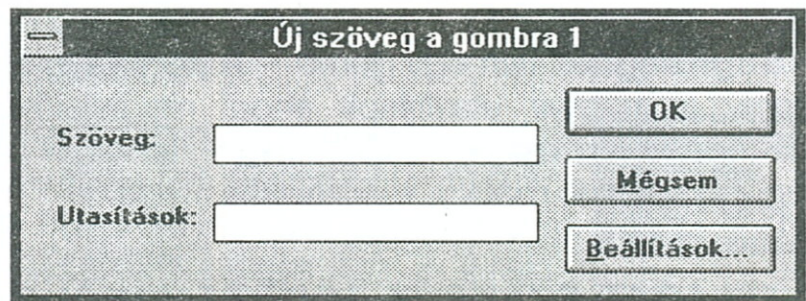 Új szöveg a gombra 1
Szöveg:
Utasítások:
OK
Mégsem
Beállítások...